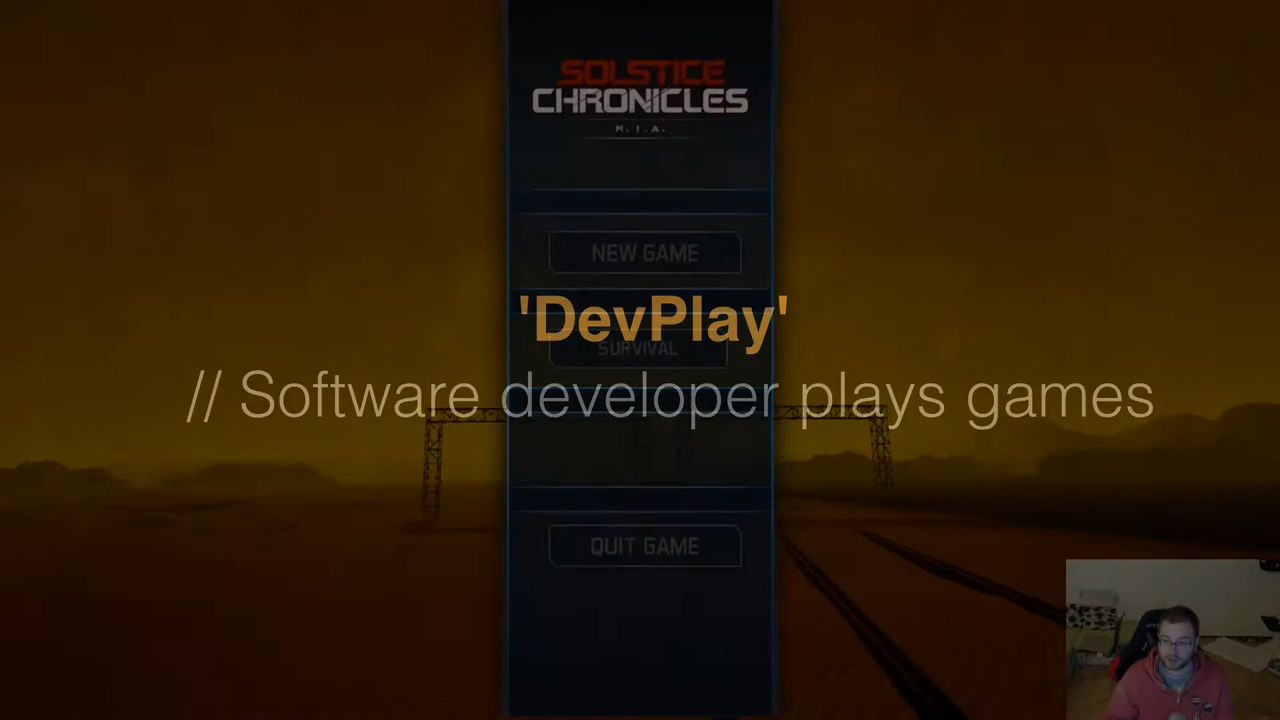 SOLSTICE
CHRONICLES
M.I.A.
NEW GAME
'DevPlay'
SURVIVAL
// Software developer plays games
QUIT GAME